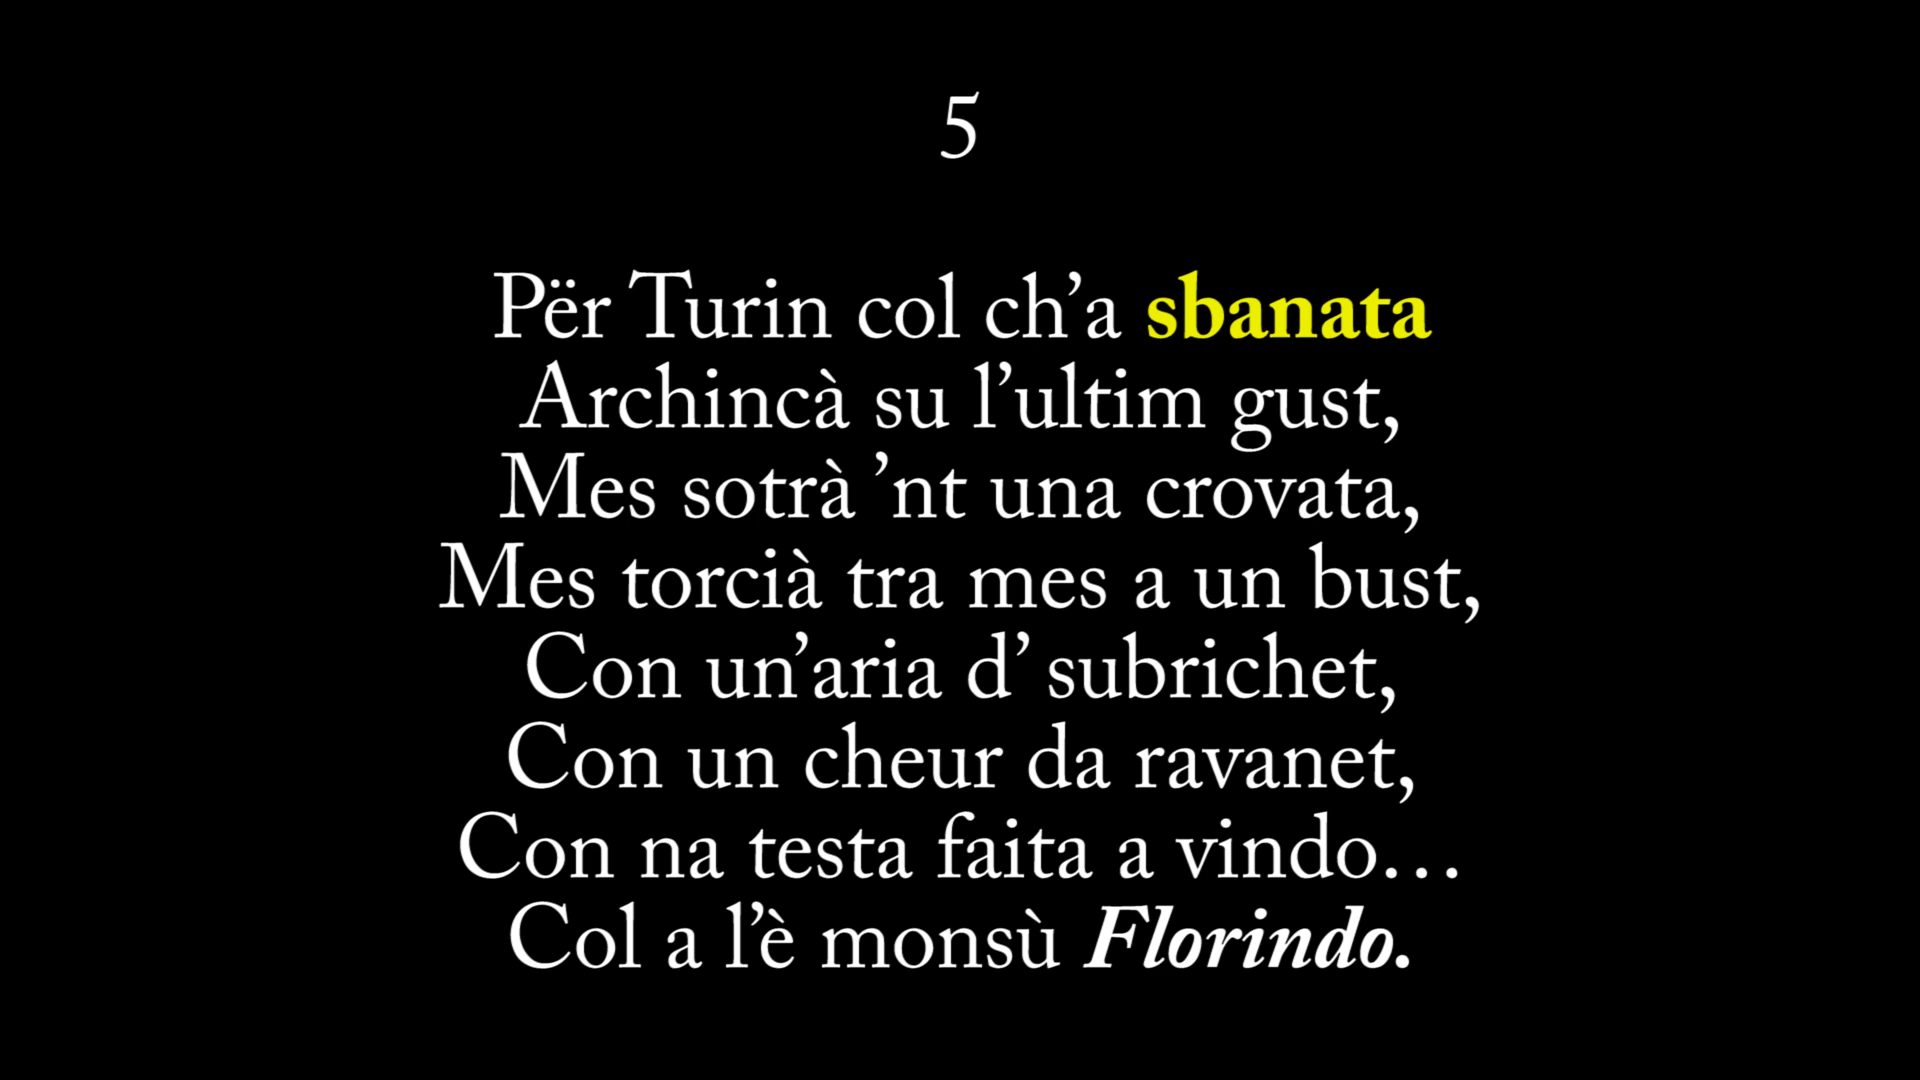 5
Për Turin col ch’a sbanata
Archincà su l’ultim gust,
Mes sotrà ’nt una crovata,
Mes torcià tra mes a un bust,
Con un’aria d’ subrichet,
Con un cheur da ravanet,
Con na testa faita a vindo…
Col a l’è monsù Florindo.